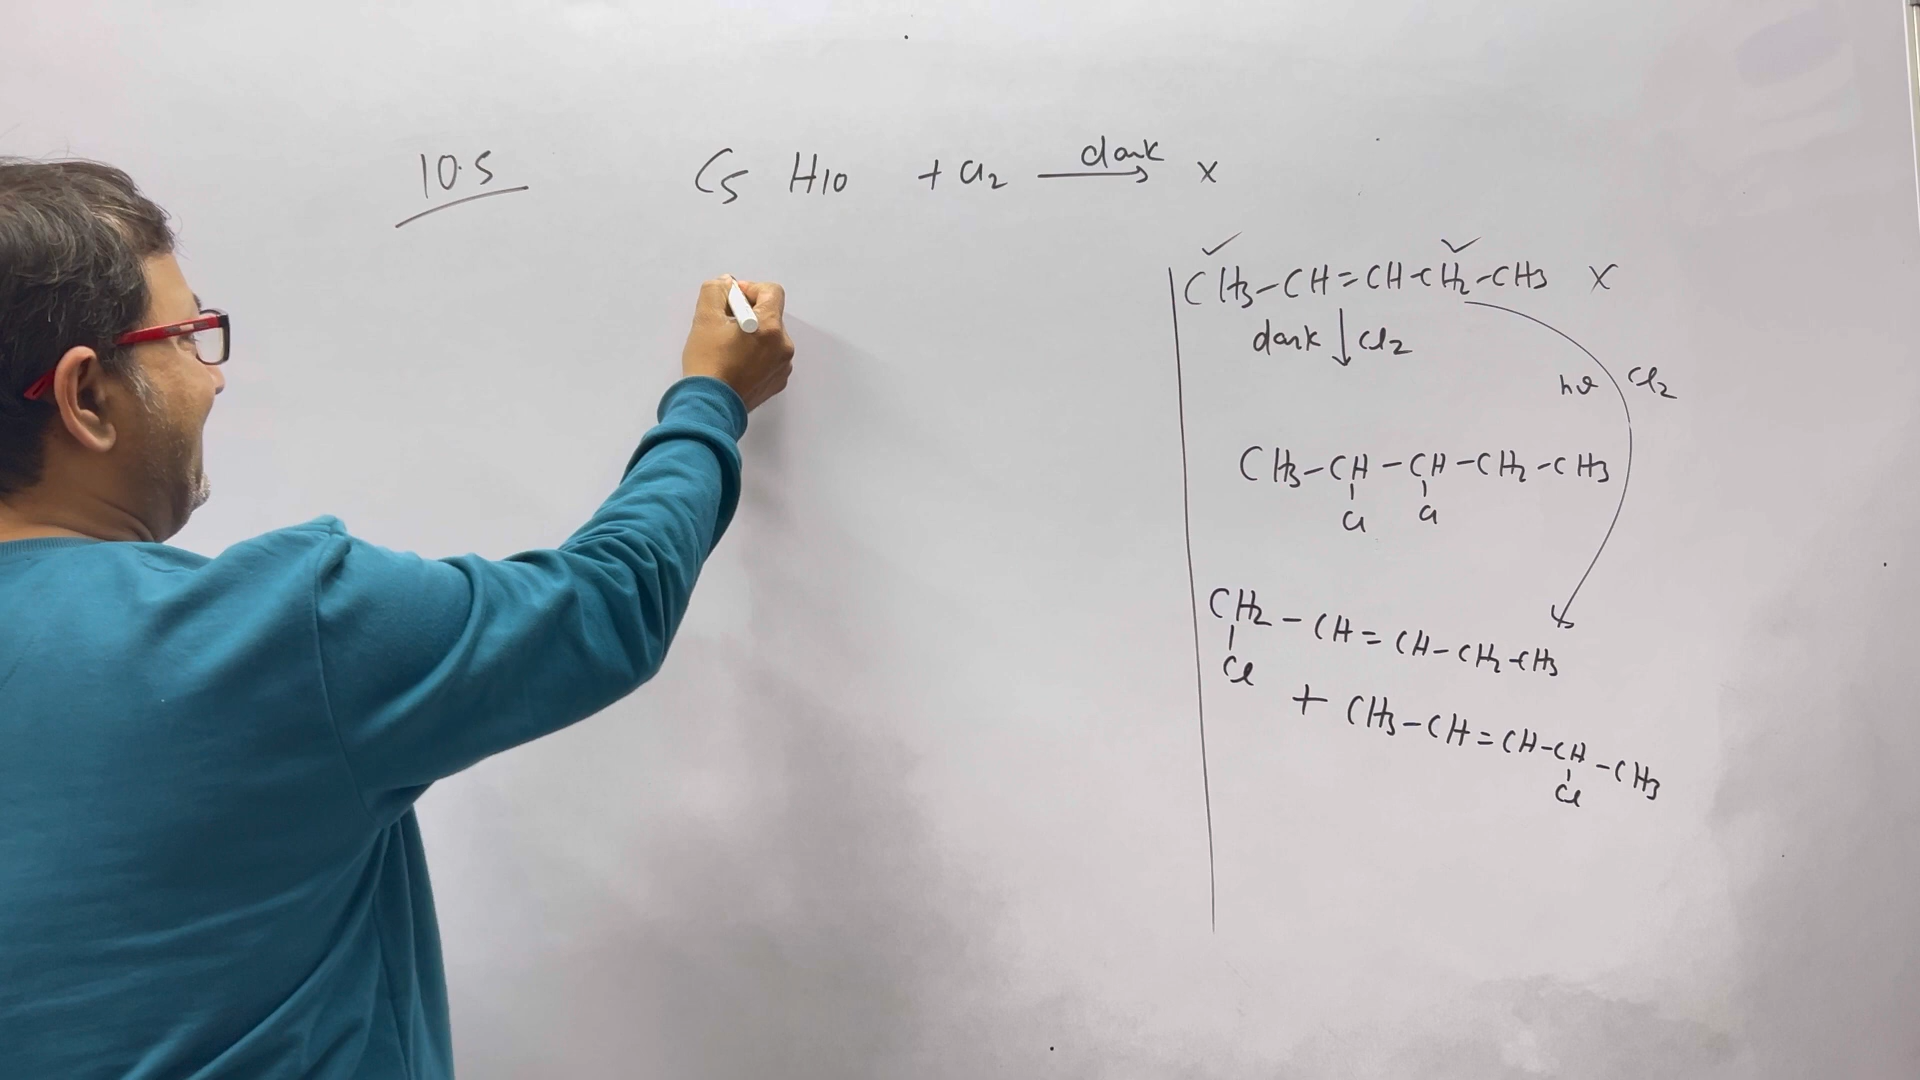 10.5 C5 H10 + Cl2 dark → X
CH3-CH=CH-CH2-CH3 X
dark ↓ Cl2
hν Cl2
CH3-CH-CH-CH2-CH3
Cl Cl
CH2-CH=CH-CH2-CH3
Cl
+ CH3-CH=CH-CH-CH3
Cl